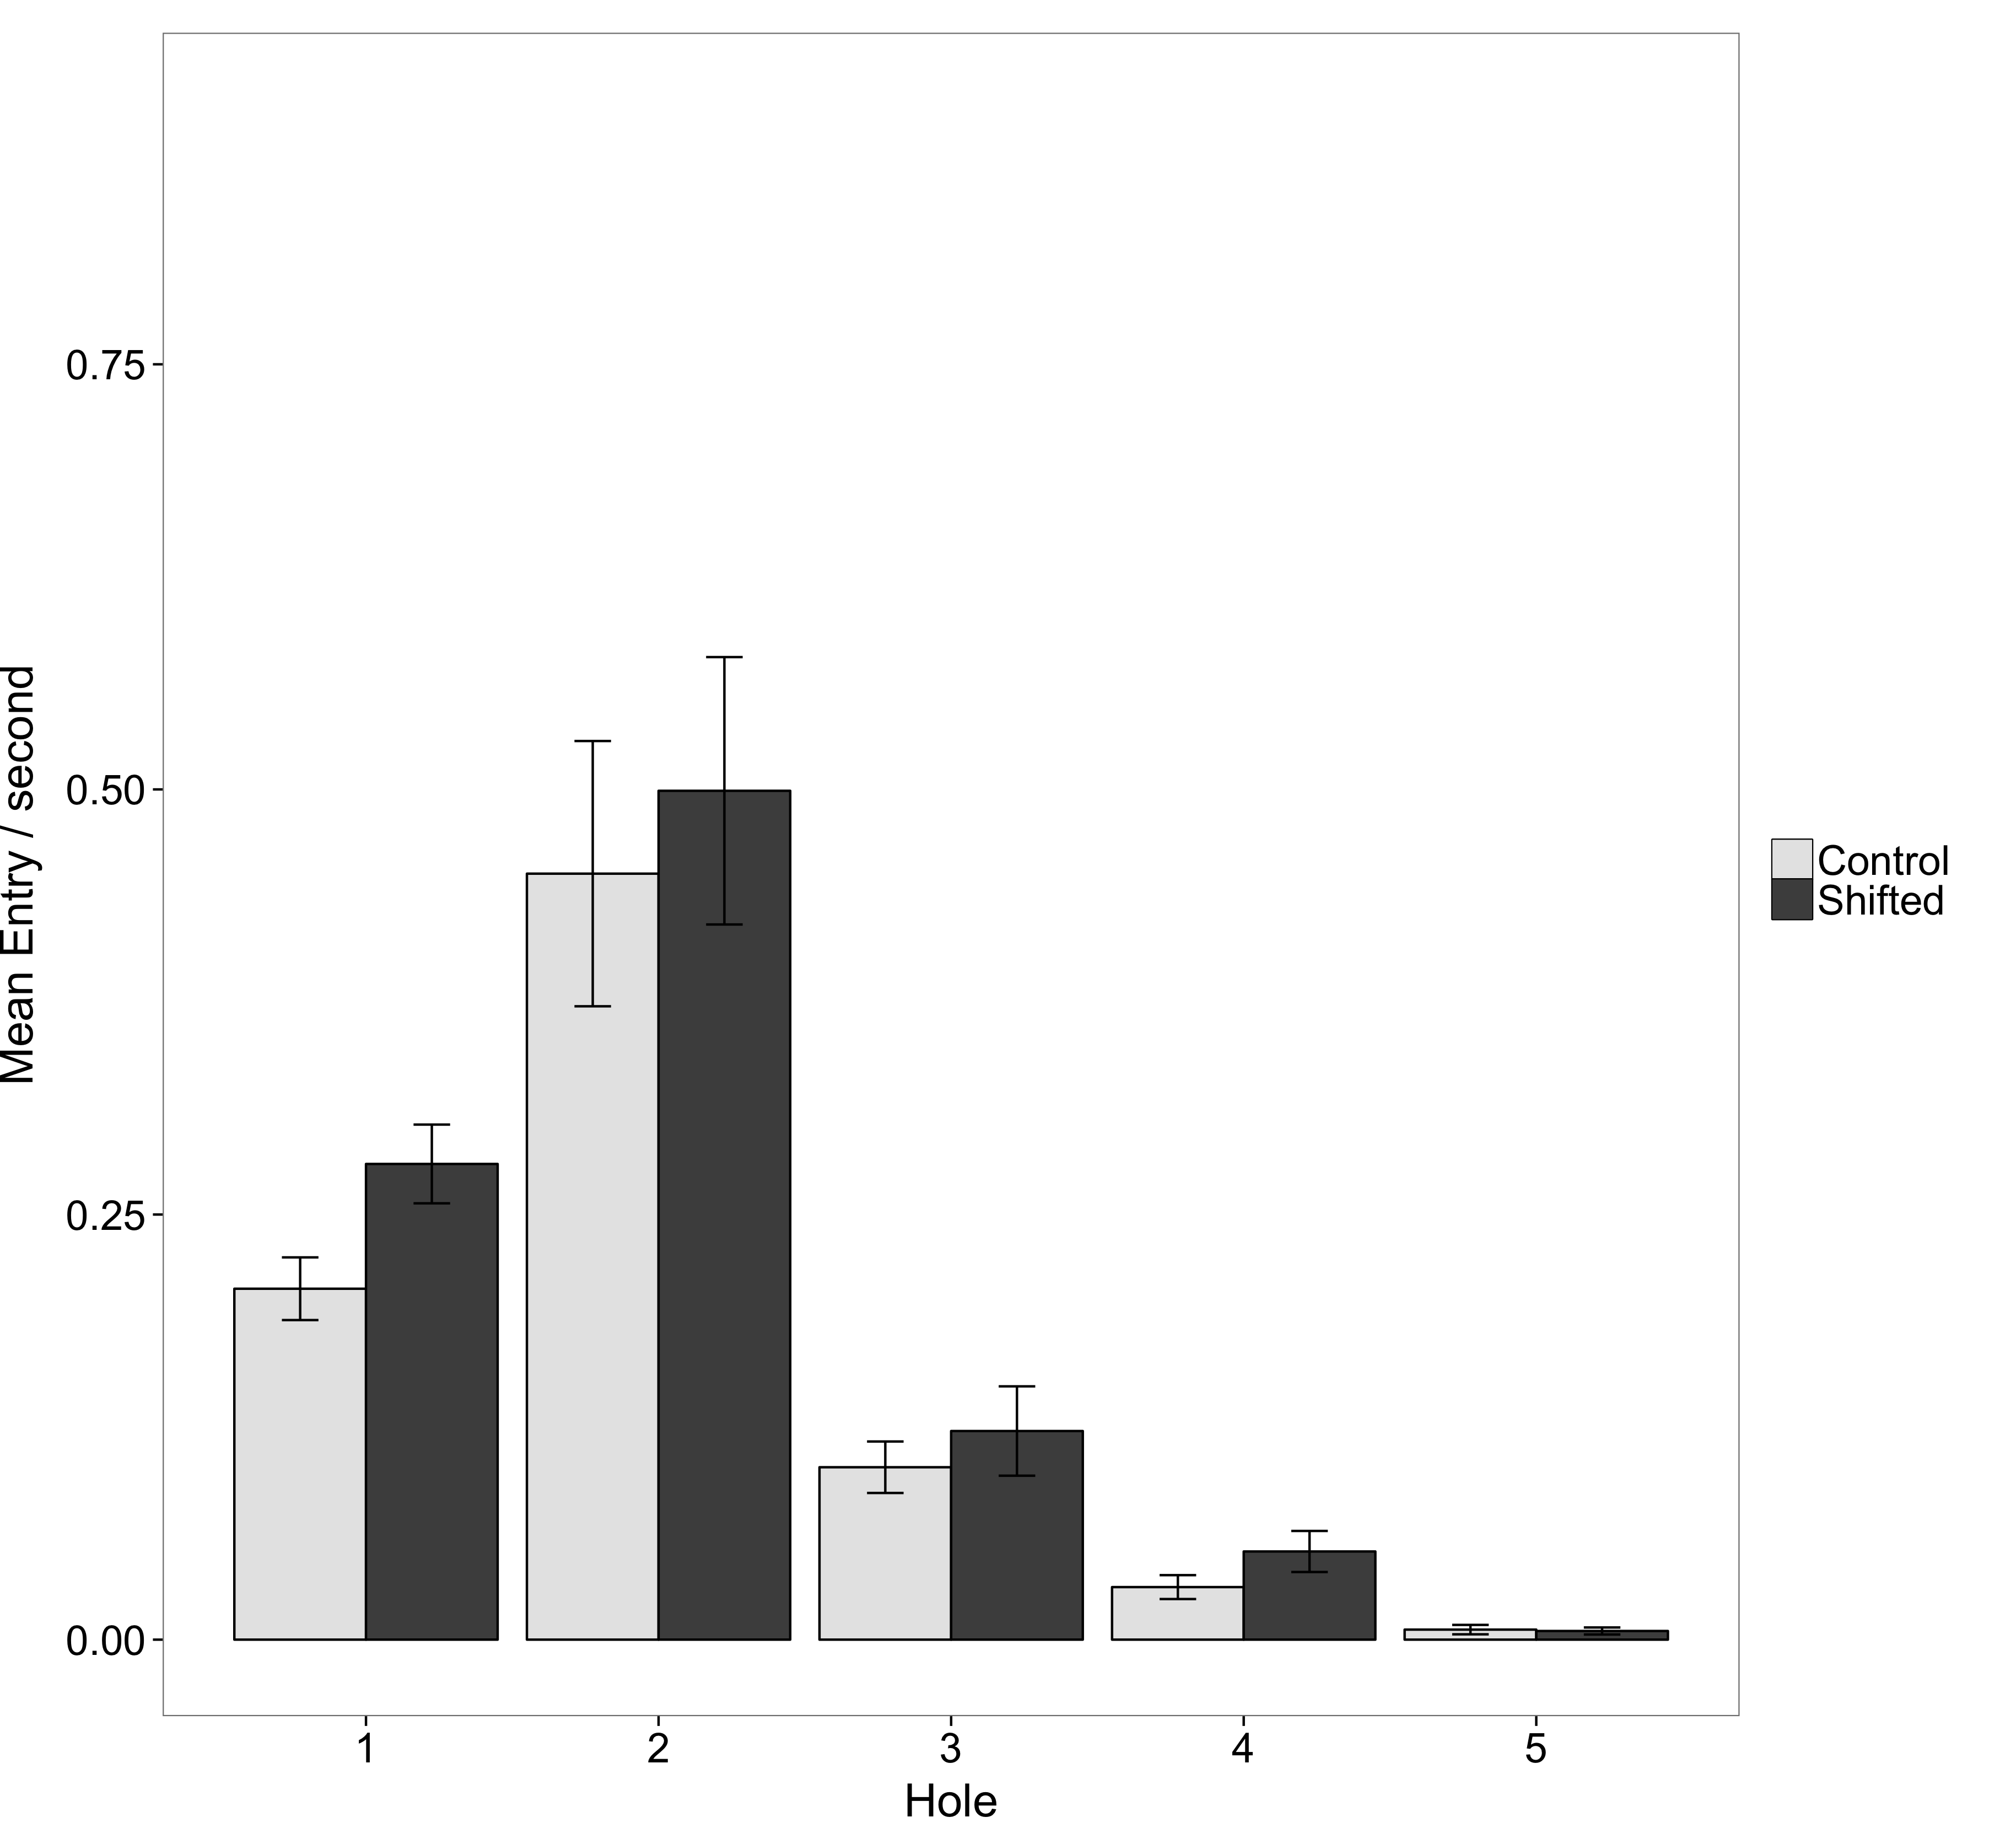 Mean Entry / second
0.75
0.50
0.25
0.00
1 2 3 4 5
Hole
Control
Shifted